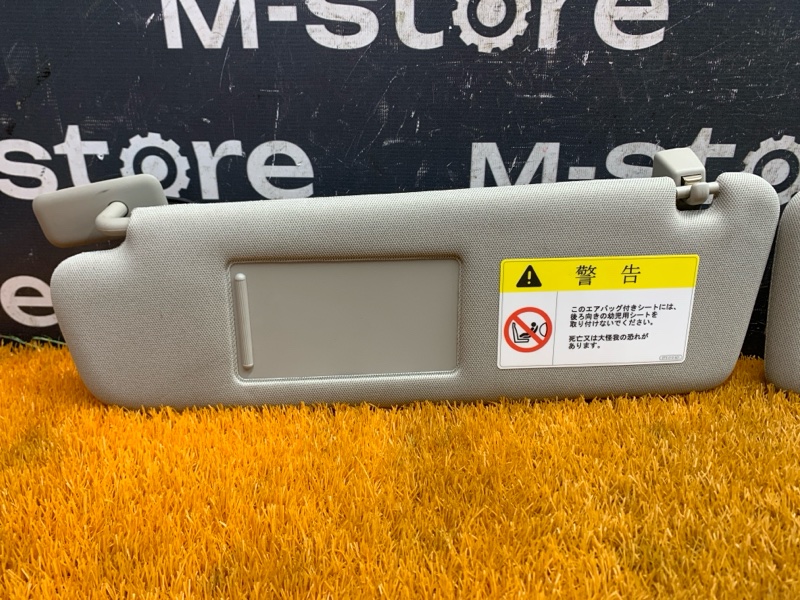 M-Store
store
M-Sto
e
警告
このエアバッグ付きシートには、
後ろ向きの幼児用シートを
取り付けないでください。
死亡又は大怪我の恐れが
あります。